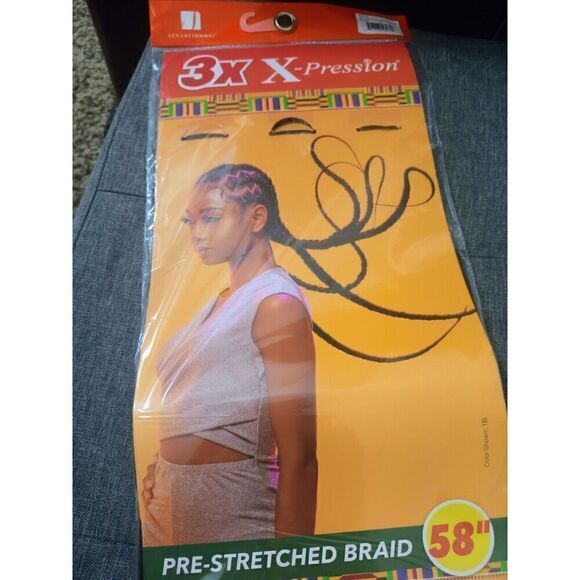 SENSATIONNEL
3X X-Pression
Color Shown: 1B
PRE-STRETCHED BRAID 58"